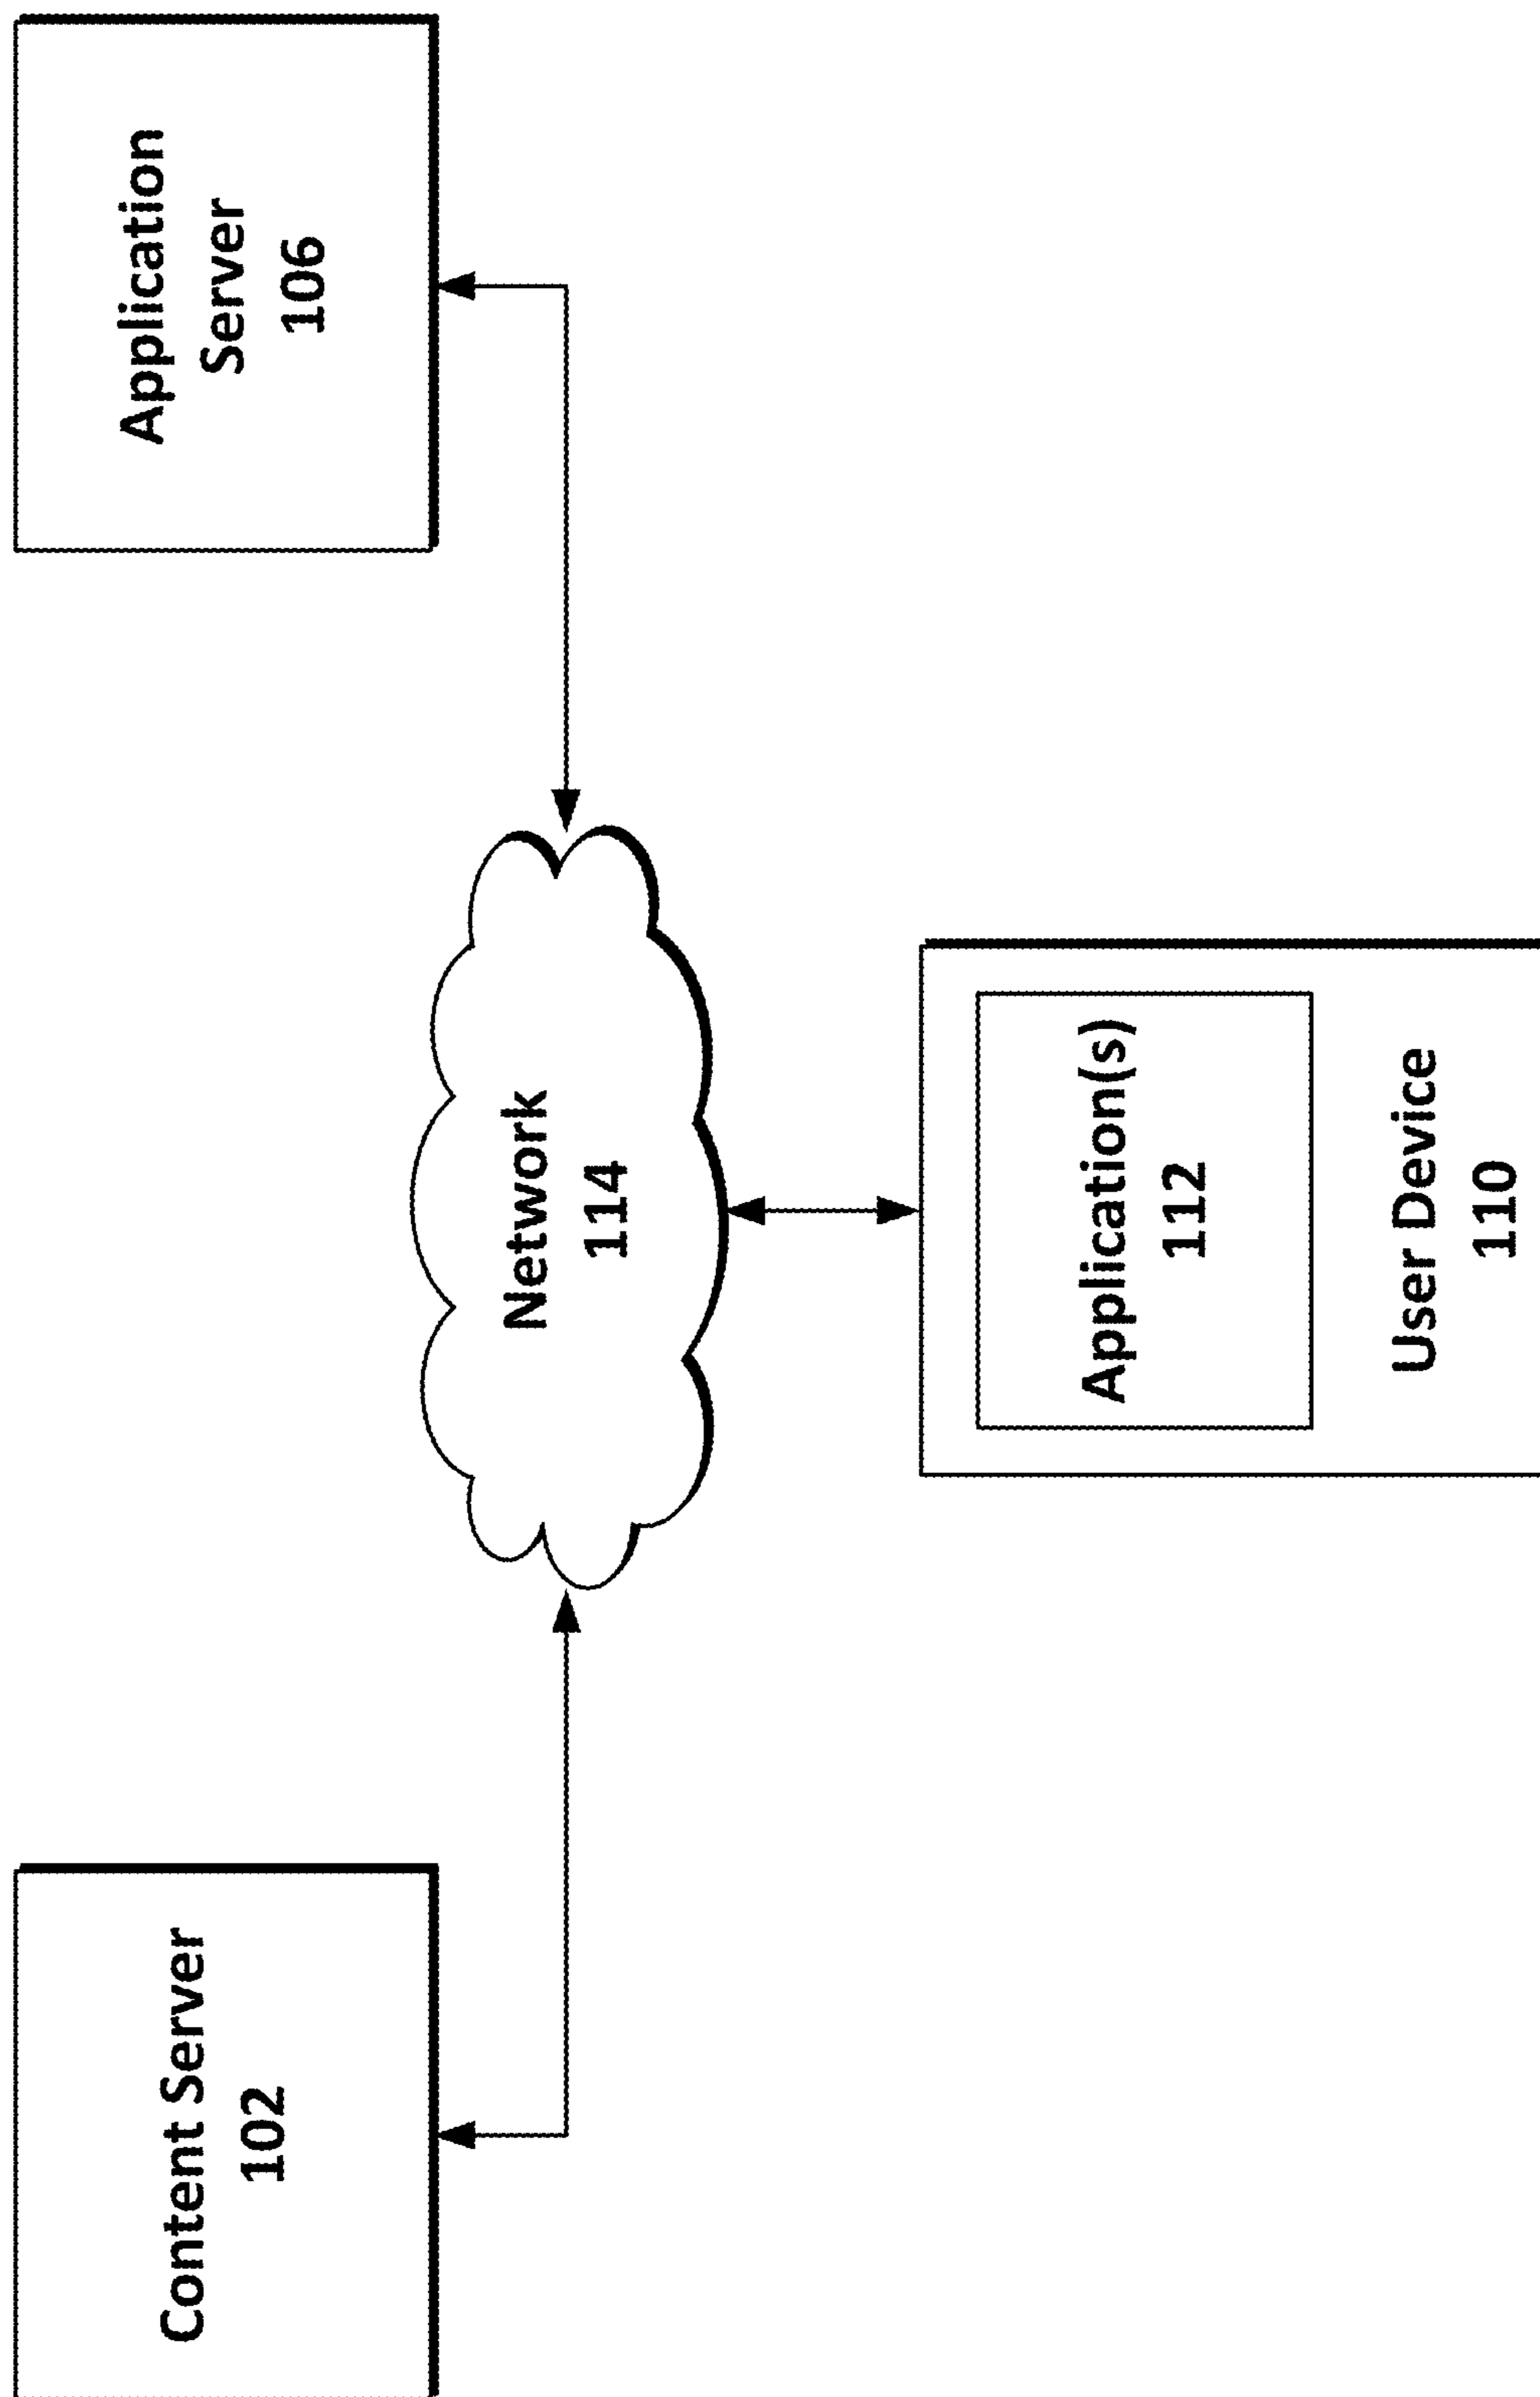 Content Server
102
Application
Server
106
Network
114
Application(s)
112
User Device
110